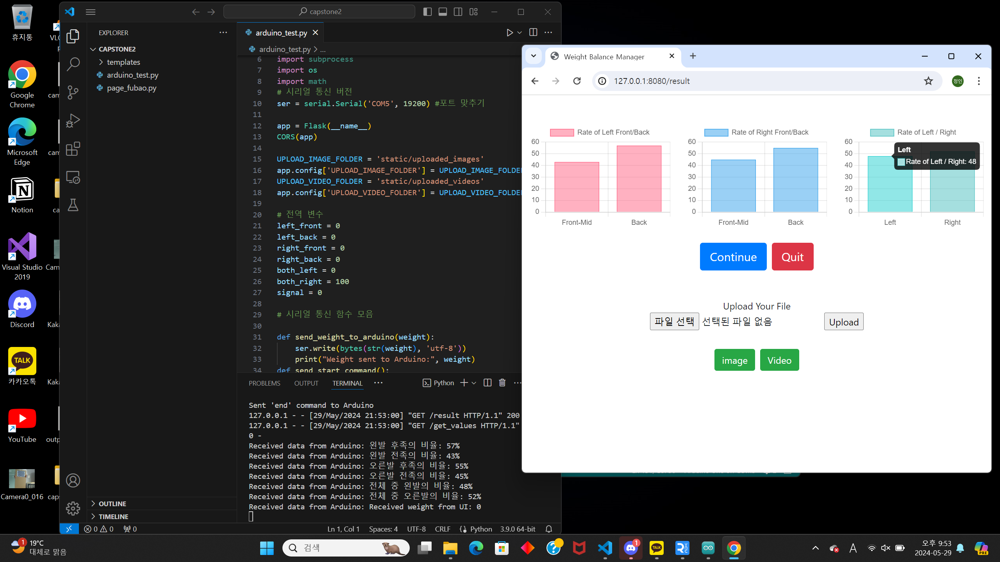 휴지통
Google Chrome
Microsoft Edge
Notion
Visual Studio 2019
Discord
카카오톡
YouTube
Camera0_016
VLC
p
cam
cam
ca
Cam
Kaka
Kaka
outp
caps
capstone2
EXPLORER
CAPSTONE2
templates
arduino_test.py
page_fubao.py
OUTLINE
TIMELINE
arduino_test.py
arduino_test.py > ...
6 import subprocess
7 import os
8 import math
9 # 시리얼 통신 버전
10 ser = serial.Serial('COM5', 19200) #포트 맞추기
11
12 app = Flask(__name__)
13 CORS(app)
14
15 UPLOAD_IMAGE_FOLDER = 'static/uploaded_images'
16 app.config['UPLOAD_IMAGE_FOLDER'] = UPLOAD_IMAGE_FOLDE
17 UPLOAD_VIDEO_FOLDER = 'static/uploaded_videos'
18 app.config['UPLOAD_VIDEO_FOLDER'] = UPLOAD_VIDEO_FOLDE
19
20 # 전역 변수
21 left_front = 0
22 left_back = 0
23 right_front = 0
24 right_back = 0
25 both_left = 0
26 both_right = 100
27 signal = 0
28
29 # 시리얼 통신 함수 모음
30
31 def send_weight_to_arduino(weight):
32 ser.write(bytes(str(weight), 'utf-8'))
33 print("Weight sent to Arduino:", weight)
34 def send_start_command():
PROBLEMS OUTPUT TERMINAL ... Python
Sent 'end' command to Arduino
127.0.0.1 - - [29/May/2024 21:53:00] "GET /result HTTP/1.1" 200
127.0.0.1 - - [29/May/2024 21:53:00] "GET /get_values HTTP/1.1"
0 -
Received data from Arduino: 왼발 후족의 비율: 57%
Received data from Arduino: 왼발 전족의 비율: 43%
Received data from Arduino: 오른발 후족의 비율: 55%
Received data from Arduino: 오른발 전족의 비율: 45%
Received data from Arduino: 전체 중 왼발의 비율: 48%
Received data from Arduino: 전체 중 오른발의 비율: 52%
Received data from Arduino: Received weight from UI: 0
0 0 0
Ln 1, Col 1 Spaces: 4 UTF-8 CRLF Python 3.9.0 64-bit
Weight Balance Manager
127.0.0.1:8080/result
정인
Rate of Left Front/Back
60
50
40
30
20
10
0
Front-Mid Back
Rate of Right Front/Back
60
50
40
30
20
10
0
Front-Mid Back
Rate of Left / Right
60
50
40
30
20
10
0
Left
Rate of Left / Right: 48
Left Right
Continue Quit
Upload Your File
파일 선택 선택된 파일 없음 Upload
image Video
1
19°C
대체로 맑음
검색
1
TALK
TALK
A
오후 9:53
2024-05-29
PRE